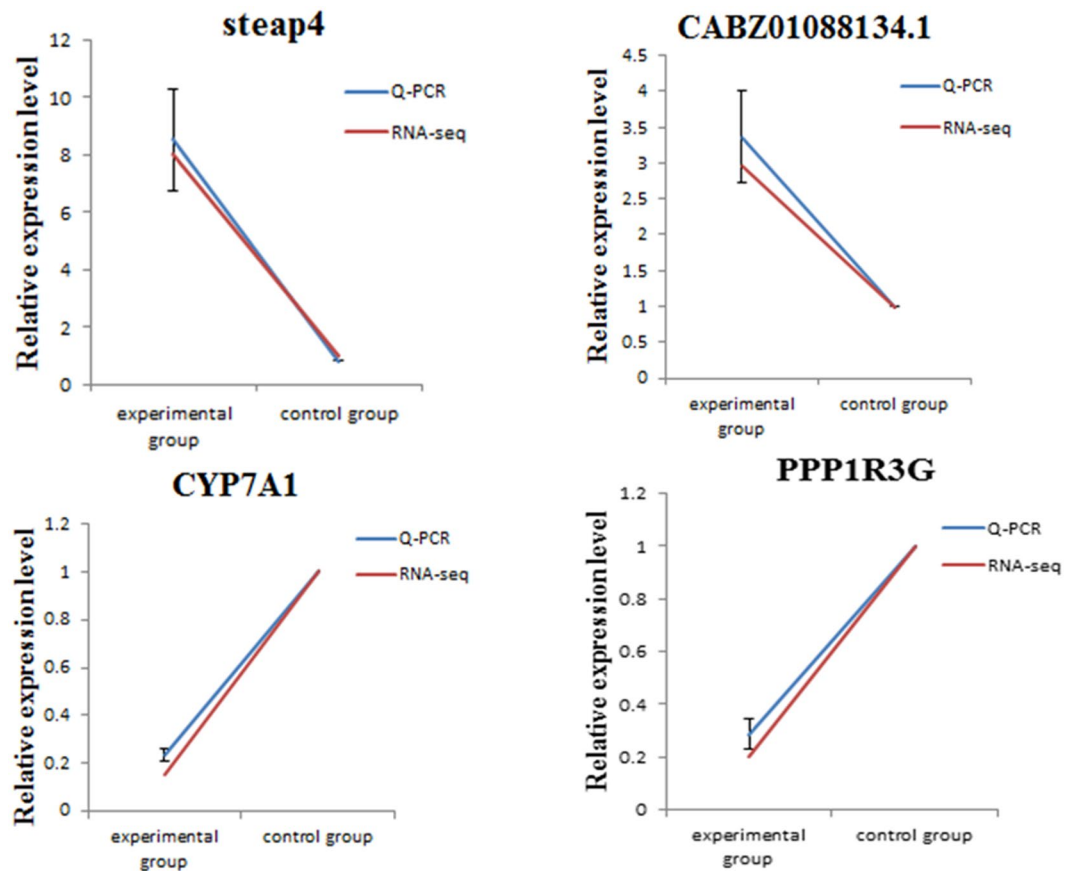 steap4
Relative expression level
12
10
8
6
4
2
0
Q-PCR
RNA-seq
experimental
group
control group
CABZ01088134.1
Relative expression level
4.5
4
3.5
3
2.5
2
1.5
1
0.5
0
Q-PCR
RNA-seq
experimental
group
control group
CYP7A1
Relative expression level
1.2
1
0.8
0.6
0.4
0.2
0
Q-PCR
RNA-seq
experimental
group
control group
PPP1R3G
Relative expression level
1.2
1
0.8
0.6
0.4
0.2
0
Q-PCR
RNA-seq
experimental
group
control group